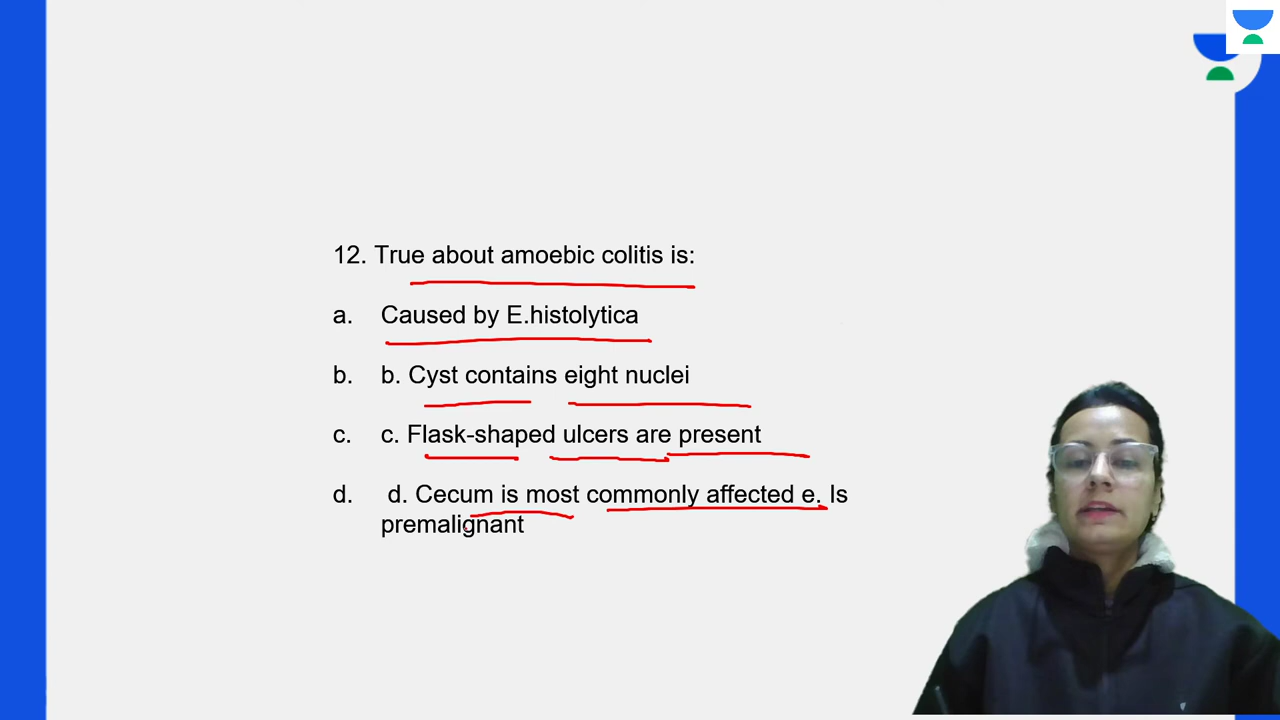 12. True about amoebic colitis is:
a. Caused by E.histolytica
b. b. Cyst contains eight nuclei
c. c. Flask-shaped ulcers are present
d. d. Cecum is most commonly affected e. Is
premalignant